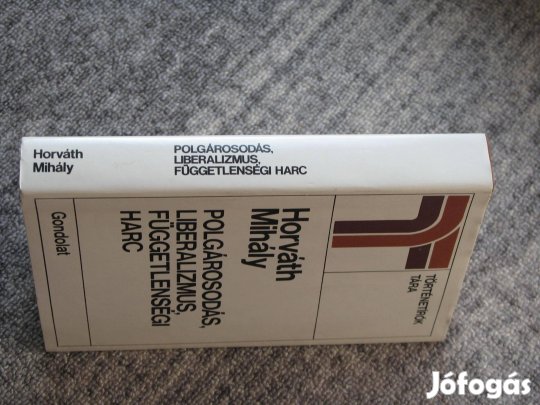 Horváth
Mihály
POLGÁROSODÁS,
LIBERALIZMUS,
FÜGGETLENSÉGI HARC
TÖRTÉNETÍRÓK
TÁRA
Horváth
Mihály
POLGÁROSODÁS,
LIBERALIZMUS,
FÜGGETLENSÉGI
HARC
Gondolat
Jófogás